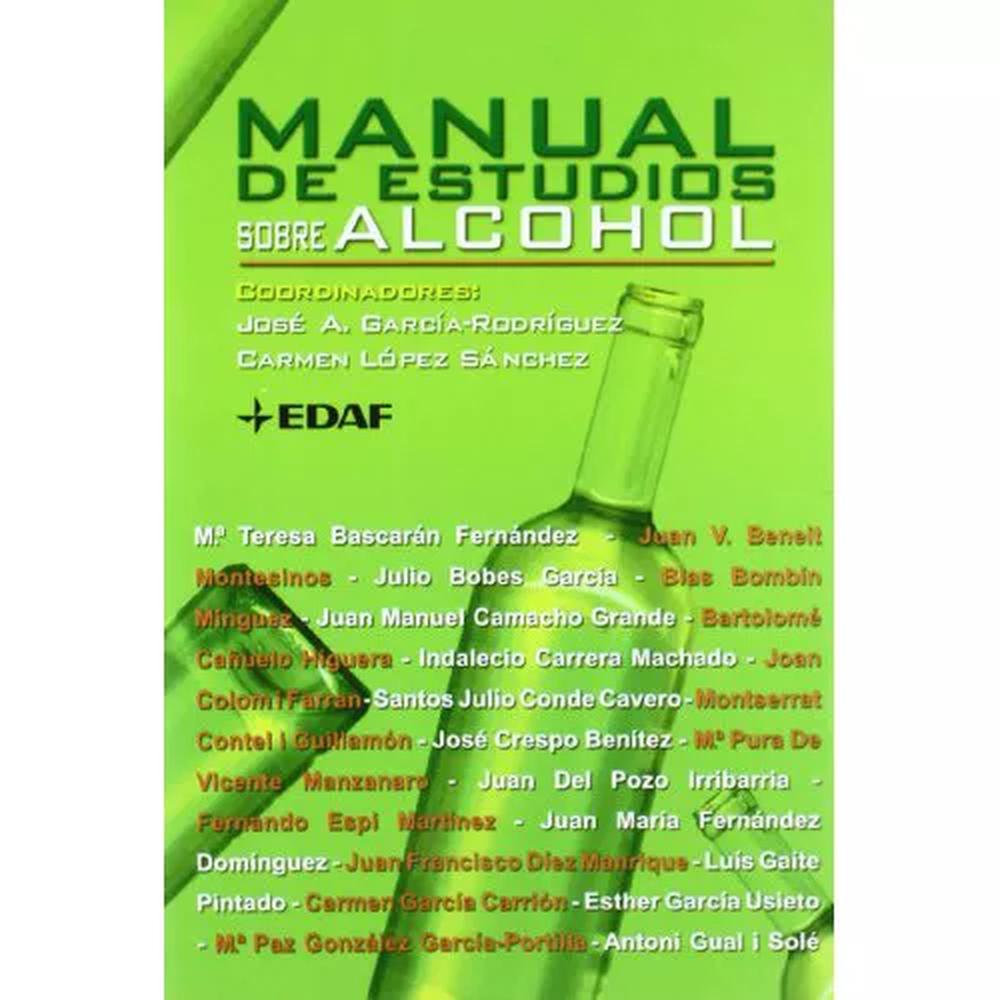 MANUAL
DE ESTUDIOS
SOBRE ALCOHOL
COORDINADORES:
JOSÉ A. GARCÍA-RODRÍGUEZ
CARMEN LÓPEZ SÁNCHEZ
EDAF
M.ª Teresa Bascarán Fernández - Juan V. Beneit
Montesinos - Julio Bobes García - Blas Bombín
Mínguez - Juan Manuel Camacho Grande - Bartolomé
Cañuelo Higuera - Indalecio Carrera Machado - Joan
Colom i Farran - Santos Julio Conde Cavero - Montserrat
Contel i Guillamón - José Crespo Benítez - M.ª Pura De
Vicente Manzanaro - Juan Del Pozo Irribarria -
Fernando Espí Martínez - Juan María Fernández
Domínguez - Juan Francisco Díez Manrique - Luis Gaite
Pintado - Carmen García Carrión - Esther García Usieto
- M.ª Paz González García-Portilla - Antoni Gual i Solé